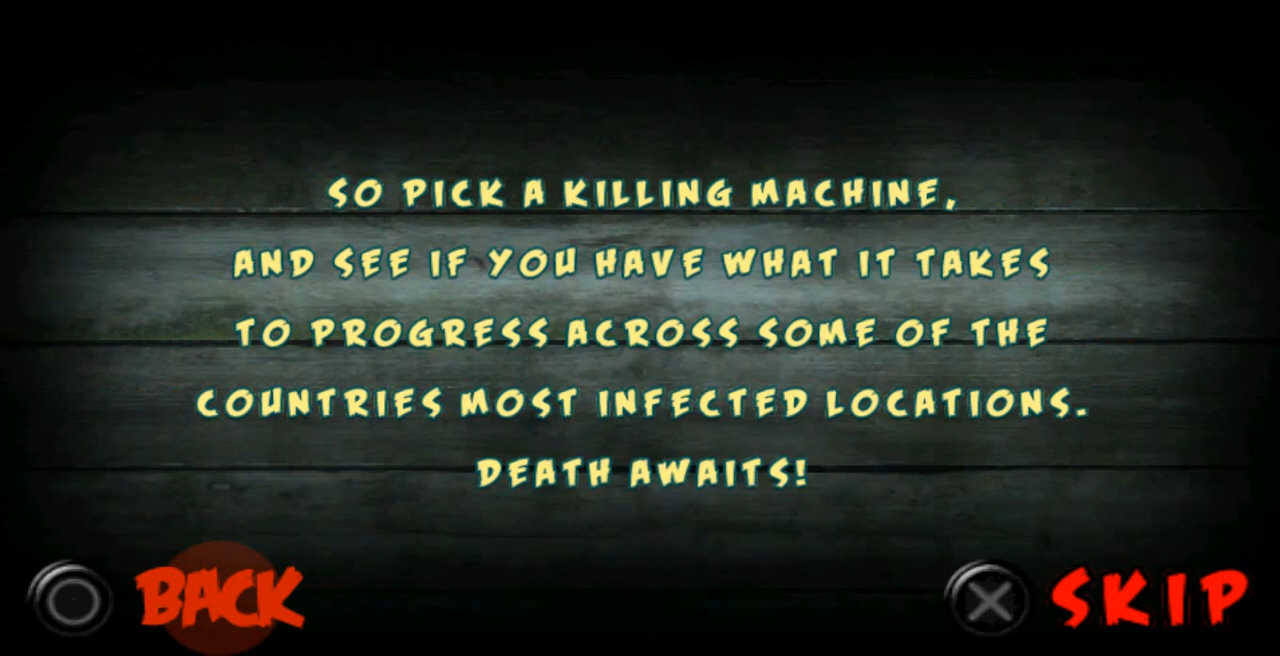 SO PICK A KILLING MACHINE,
AND SEE IF YOU HAVE WHAT IT TAKES
TO PROGRESS ACROSS SOME OF THE
COUNTRIES MOST INFECTED LOCATIONS.
DEATH AWAITS!
BACK
SKIP